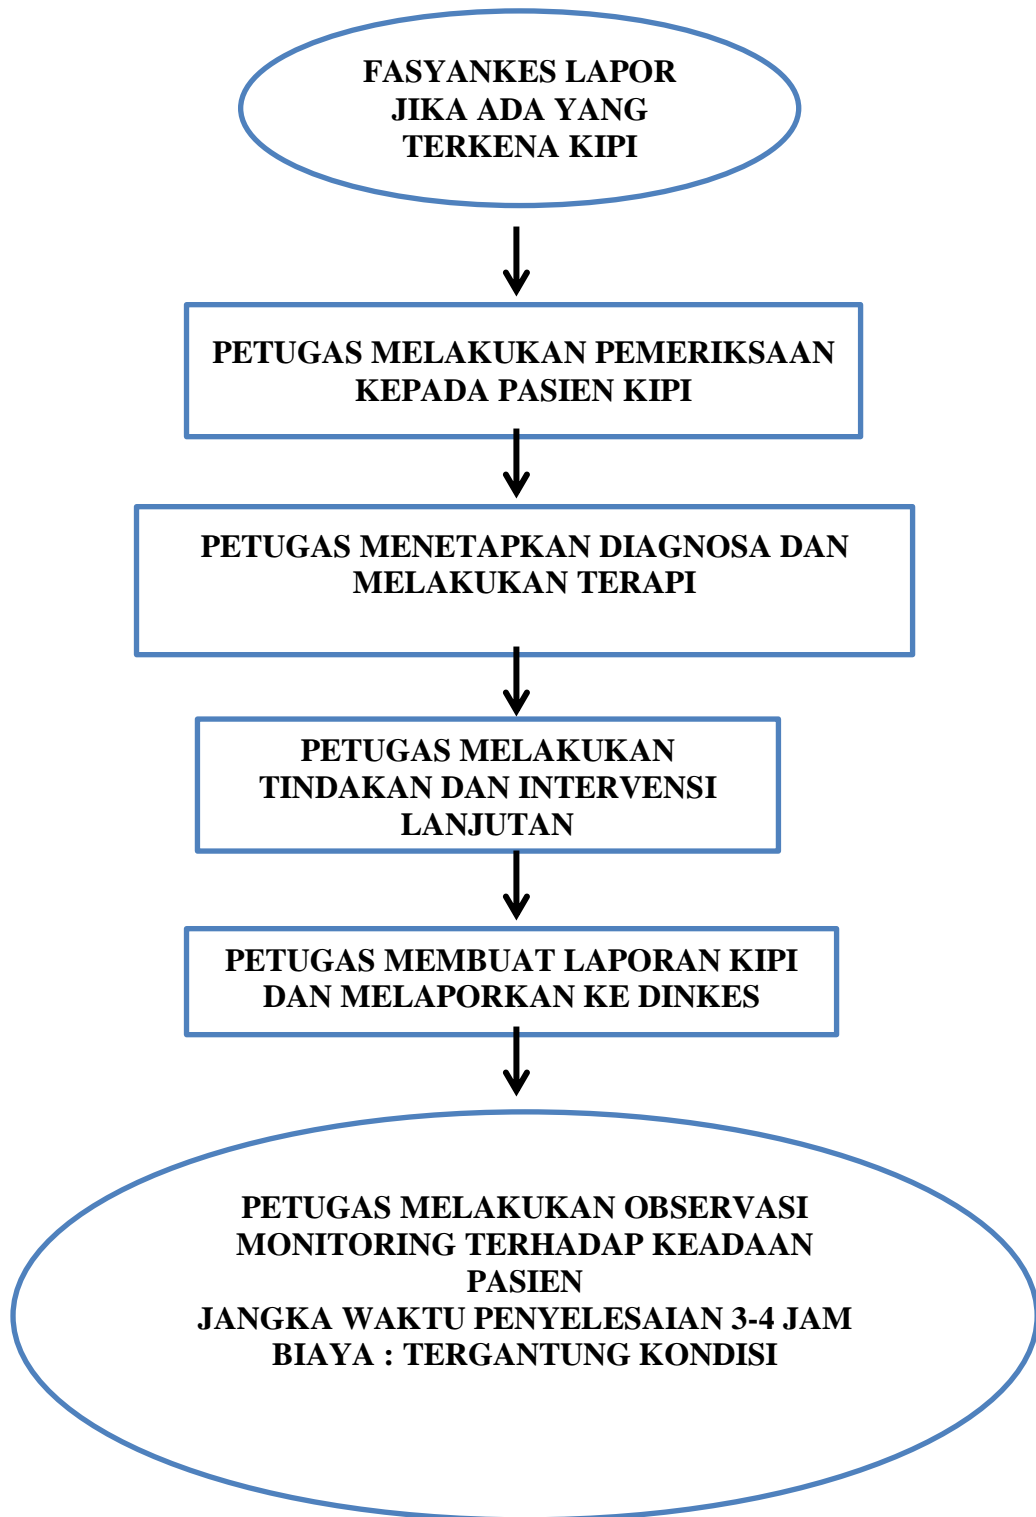 FASYANKES LAPOR
JIKA ADA YANG
TERKENA KIPI
PETUGAS MELAKUKAN PEMERIKSAAN
KEPADA PASIEN KIPI
PETUGAS MENETAPKAN DIAGNOSA DAN
MELAKUKAN TERAPI
PETUGAS MELAKUKAN
TINDAKAN DAN INTERVENSI
LANJUTAN
PETUGAS MEMBUAT LAPORAN KIPI
DAN MELAPORKAN KE DINKES
PETUGAS MELAKUKAN OBSERVASI
MONITORING TERHADAP KEADAAN
PASIEN
JANGKA WAKTU PENYELESAIAN 3-4 JAM
BIAYA : TERGANTUNG KONDISI